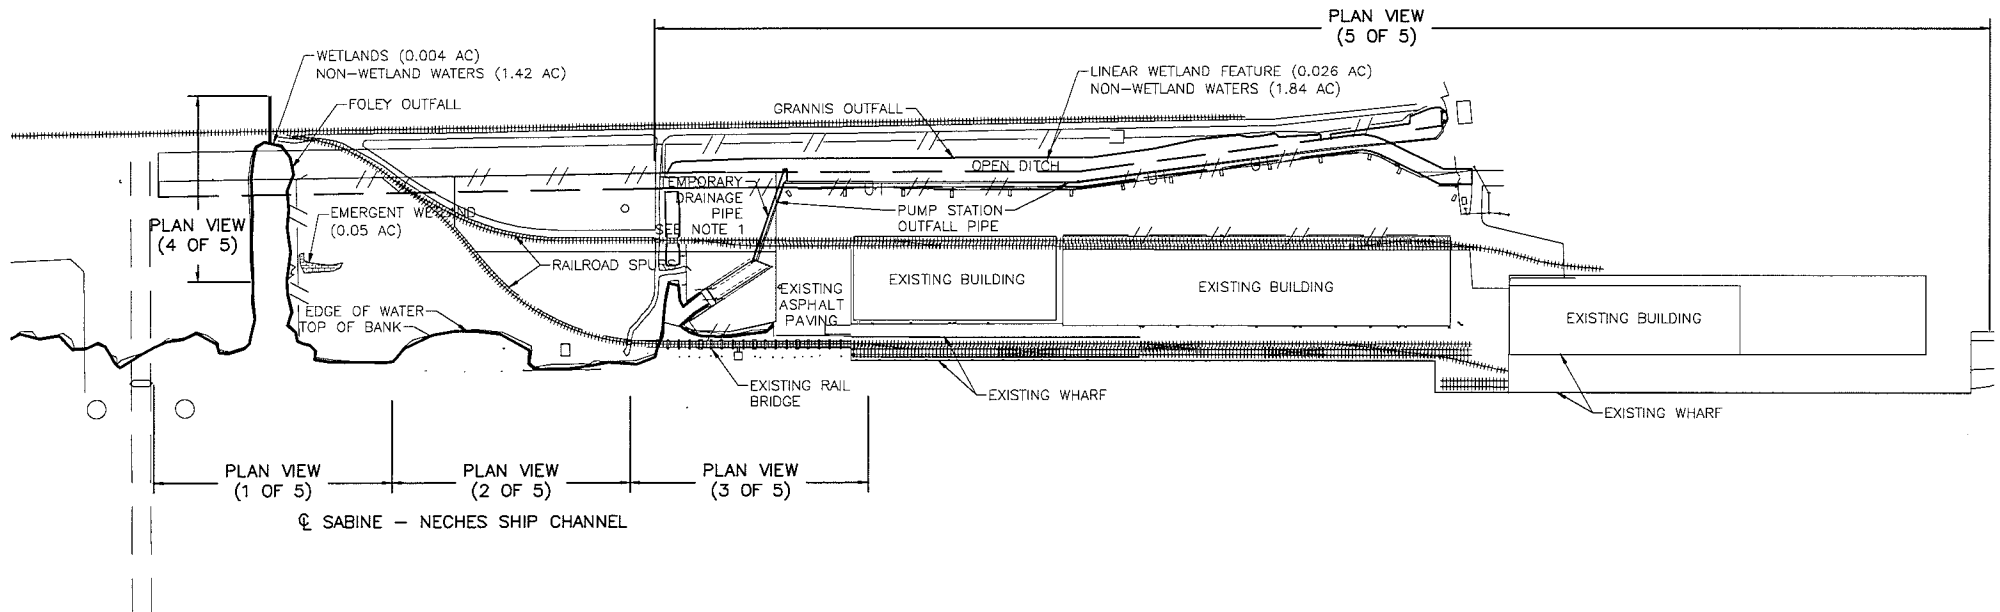 PLAN VIEW
(5 OF 5)
WETLANDS (0.004 AC)
NON-WETLAND WATERS (1.42 AC)
FOLEY OUTFALL
LINEAR WETLAND FEATURE (0.026 AC)
NON-WETLAND WATERS (1.84 AC)
GRANNIS OUTFALL
OPEN DITCH
TEMPORARY
DRAINAGE
PIPE
SEE NOTE 1
PUMP STATION
OUTFALL PIPE
EMERGENT WETLAND
(0.05 AC)
PLAN VIEW
(4 OF 5)
RAILROAD SPURS
EXISTING
ASPHALT
PAVING
EXISTING BUILDING
EXISTING BUILDING
EXISTING BUILDING
EDGE OF WATER
TOP OF BANK
EXISTING RAIL
BRIDGE
EXISTING WHARF
EXISTING WHARF
PLAN VIEW
(1 OF 5)
PLAN VIEW
(2 OF 5)
PLAN VIEW
(3 OF 5)
℄ SABINE - NECHES SHIP CHANNEL